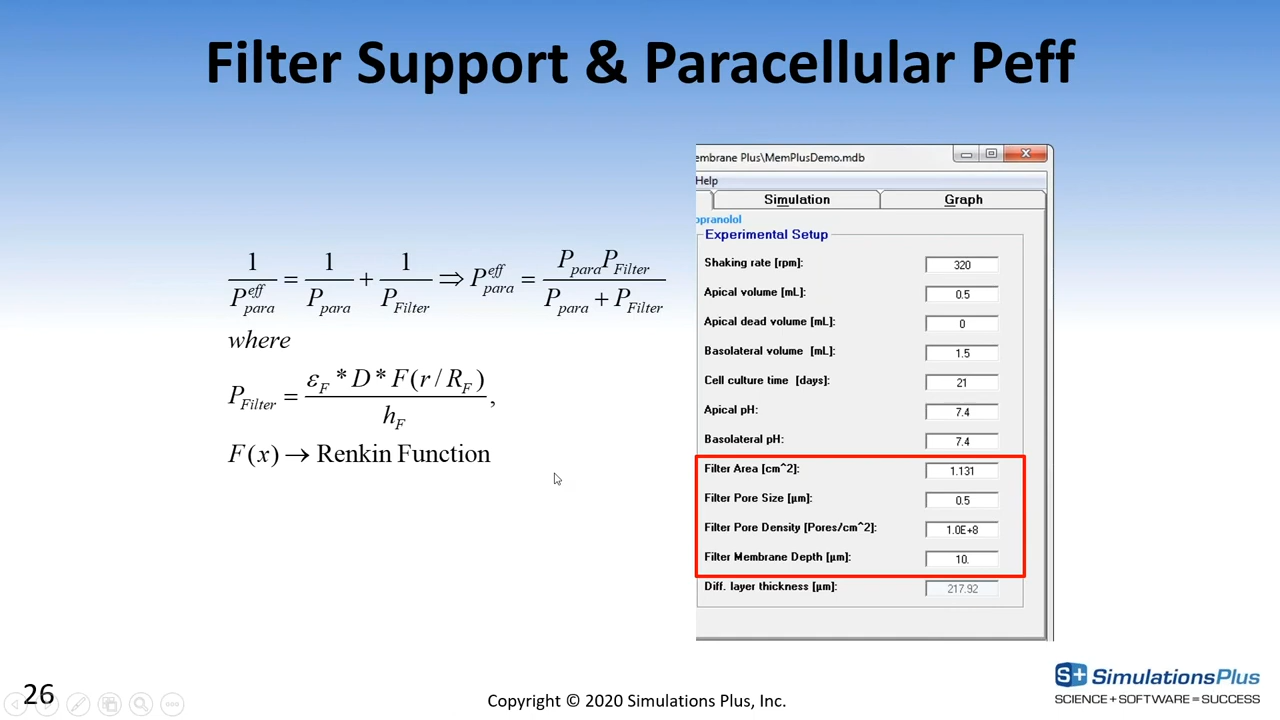 Filter Support & Paracellular Peff
1/P_para^eff = 1/P_para + 1/P_Filter ⇒ P_para^eff = P_para P_Filter / P_para + P_Filter
where
P_Filter = ε_F * D * F(r / R_F) / h_F ,
F(x) → Renkin Function
embrane Plus\MemPlusDemo.mdb
Help
Simulation Graph
opranolol
Experimental Setup
Shaking rate [rpm]: 320
Apical volume [mL]: 0.5
Apical dead volume [mL]: 0
Basolateral volume [mL]: 1.5
Cell culture time [days]: 21
Apical pH: 7.4
Basolateral pH: 7.4
Filter Area [cm^2]: 1.131
Filter Pore Size [µm]: 0.5
Filter Pore Density [Pores/cm^2]: 1.0E+8
Filter Membrane Depth [µm]: 10.
Diff. layer thickness [µm]: 217.92
26
Copyright © 2020 Simulations Plus, Inc.
S+ SimulationsPlus
SCIENCE + SOFTWARE = SUCCESS